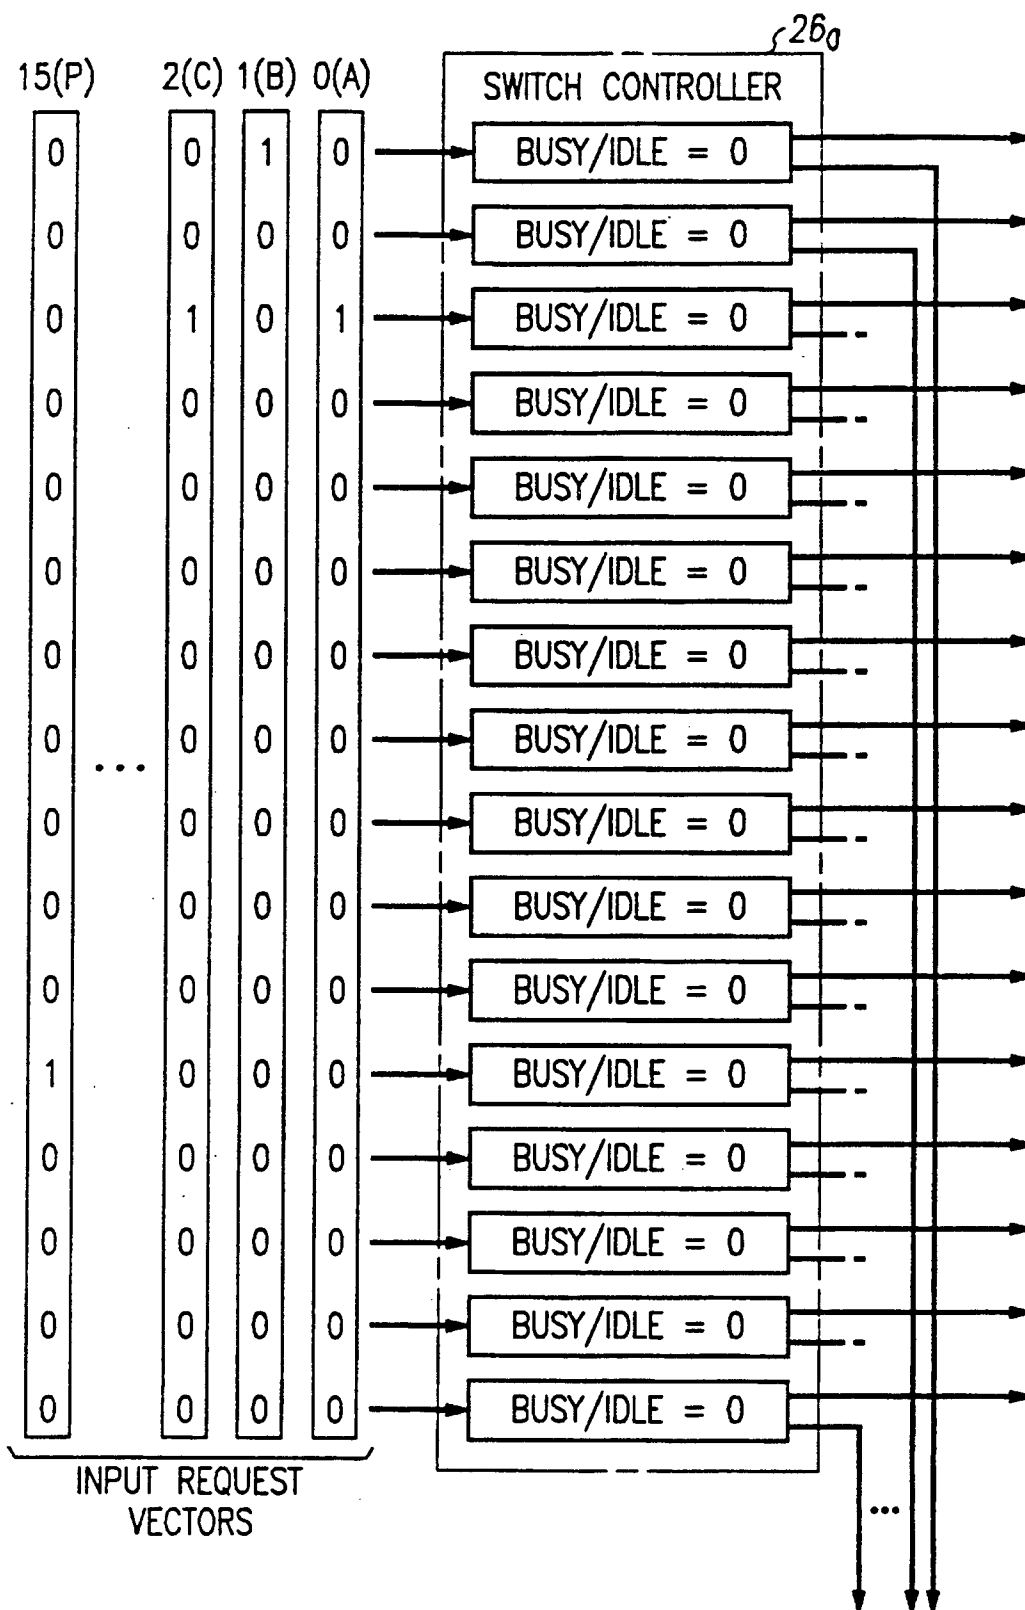 26₀
15(P) 2(C) 1(B) 0(A) SWITCH CONTROLLER
0 0 1 0 BUSY/IDLE = 0
0 0 0 0 BUSY/IDLE = 0
0 1 0 1 BUSY/IDLE = 0
0 0 0 0 BUSY/IDLE = 0
0 0 0 0 BUSY/IDLE = 0
0 0 0 0 BUSY/IDLE = 0
0 0 0 0 BUSY/IDLE = 0
0 0 0 0 BUSY/IDLE = 0
...
0 0 0 0 BUSY/IDLE = 0
0 0 0 0 BUSY/IDLE = 0
0 0 0 0 BUSY/IDLE = 0
1 0 0 0 BUSY/IDLE = 0
0 0 0 0 BUSY/IDLE = 0
0 0 0 0 BUSY/IDLE = 0
0 0 0 0 BUSY/IDLE = 0
0 0 0 0 BUSY/IDLE = 0
INPUT REQUEST
VECTORS
...